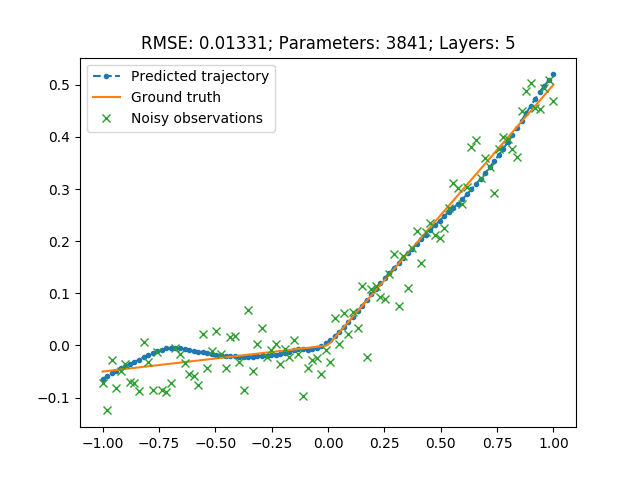 RMSE: 0.01331; Parameters: 3841; Layers: 5
Predicted trajectory
Ground truth
Noisy observations
0.5
0.4
0.3
0.2
0.1
0.0
−0.1
−1.00 −0.75 −0.50 −0.25 0.00 0.25 0.50 0.75 1.00